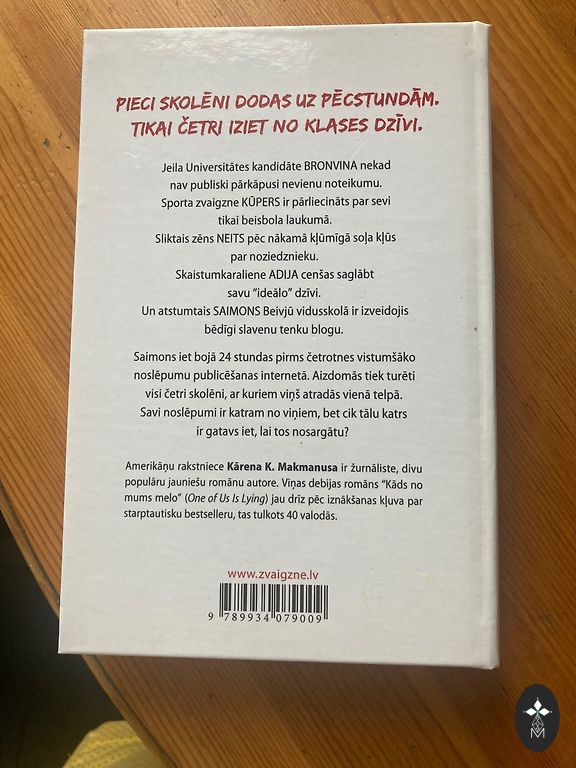 PIECI SKOLĒNI DODAS UZ PĒCSTUNDĀM.
TIKAI ČETRI IZIET NO KLASES DZĪVI.
Jeila Universitātes kandidāte BRONVINA nekad
nav publiski pārkāpusi nevienu noteikumu.
Sporta zvaigzne KŪPERS ir pārliecināts par sevi
tikai beisbola laukumā.
Sliktais zēns NEITS pēc nākamā kļūmīgā soļa kļūs
par noziedznieku.
Skaistumkaraliene ADIJA cenšas saglābt
savu “ideālo” dzīvi.
Un atstumtais SAIMONS Beivjū vidusskolā ir izveidojis
bēdīgi slavenu tenku blogu.
Saimons iet bojā 24 stundas pirms četrotnes vistumšāko
noslēpumu publicēšanas internetā. Aizdomās tiek turēti
visi četri skolēni, ar kuriem viņš atradās vienā telpā.
Savi noslēpumi ir katram no viņiem, bet cik tālu katrs
ir gatavs iet, lai tos nosargātu?
Amerikāņu rakstniece Kārena K. Makmanusa ir žurnāliste, divu
populāru jauniešu romānu autore. Viņas debijas romāns “Kāds no
mums melo” (One of Us Is Lying) jau drīz pēc iznākšanas kļuva par
starptautisku bestselleru, tas tulkots 40 valodās.
www.zvaigzne.lv
9 789934 079009
M